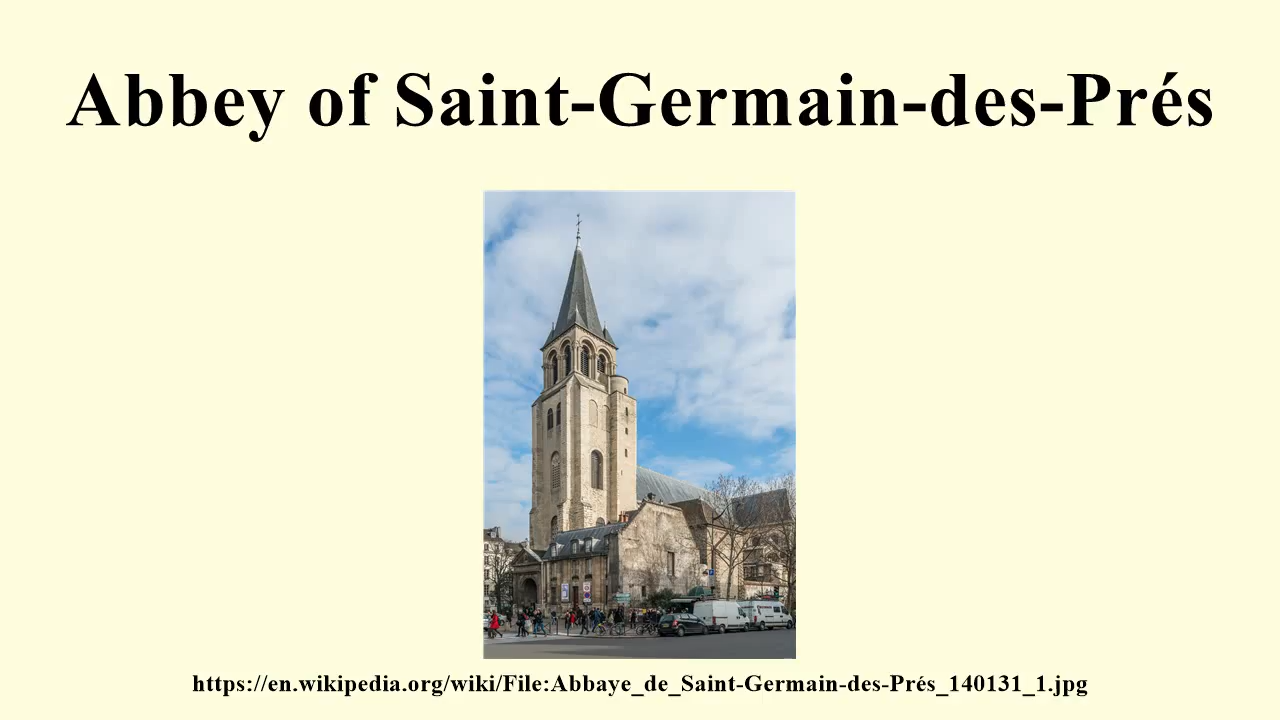 Abbey of Saint-Germain-des-Prés
https://en.wikipedia.org/wiki/File:Abbaye_de_Saint-Germain-des-Prés_140131_1.jpg